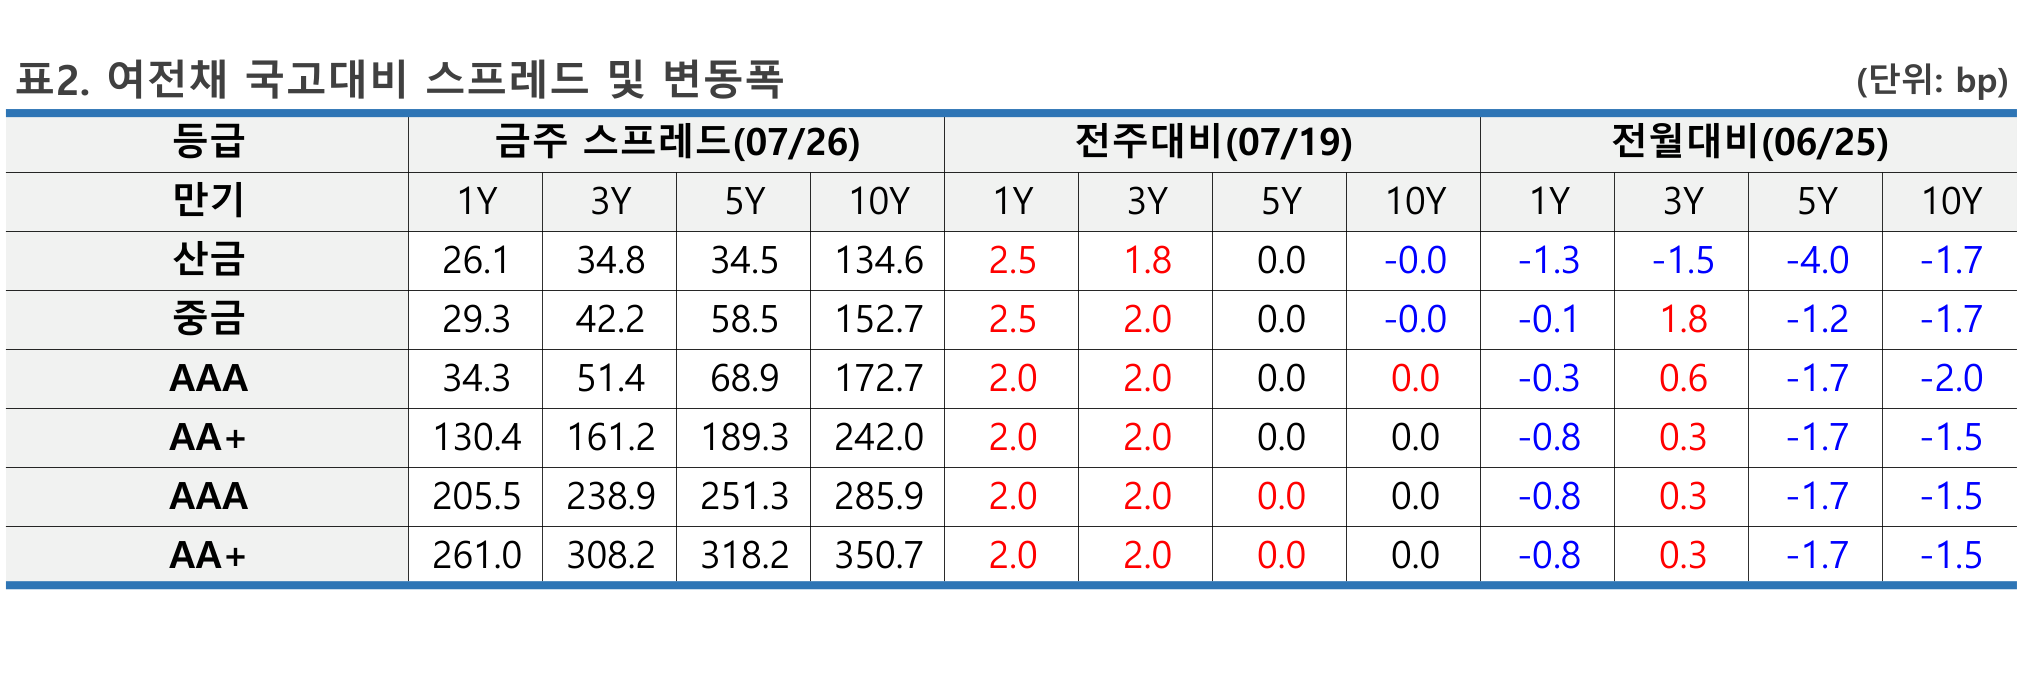 표2. 여전채 국고대비 스프레드 및 변동폭 (단위: bp)
등급 금주 스프레드(07/26) 전주대비(07/19) 전월대비(06/25)
만기 1Y 3Y 5Y 10Y 1Y 3Y 5Y 10Y 1Y 3Y 5Y 10Y
산금 26.1 34.8 34.5 134.6 2.5 1.8 0.0 -0.0 -1.3 -1.5 -4.0 -1.7
중금 29.3 42.2 58.5 152.7 2.5 2.0 0.0 -0.0 -0.1 1.8 -1.2 -1.7
AAA 34.3 51.4 68.9 172.7 2.0 2.0 0.0 0.0 -0.3 0.6 -1.7 -2.0
AA+ 130.4 161.2 189.3 242.0 2.0 2.0 0.0 0.0 -0.8 0.3 -1.7 -1.5
AAA 205.5 238.9 251.3 285.9 2.0 2.0 0.0 0.0 -0.8 0.3 -1.7 -1.5
AA+ 261.0 308.2 318.2 350.7 2.0 2.0 0.0 0.0 -0.8 0.3 -1.7 -1.5